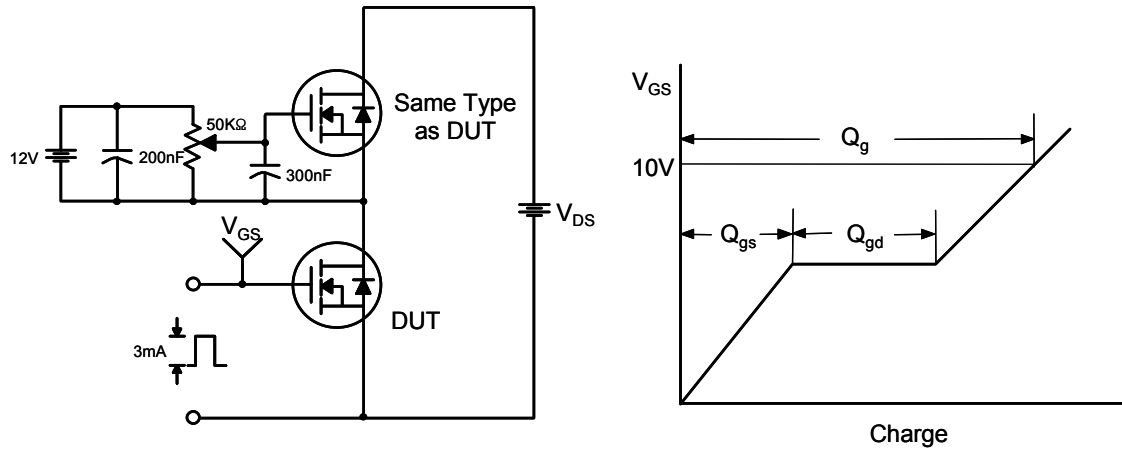 12V
200nF
50KΩ
300nF
Same Type
as DUT
V_DS
V_GS
DUT
3mA
V_GS
10V
Q_g
Q_gs
Q_gd
Charge